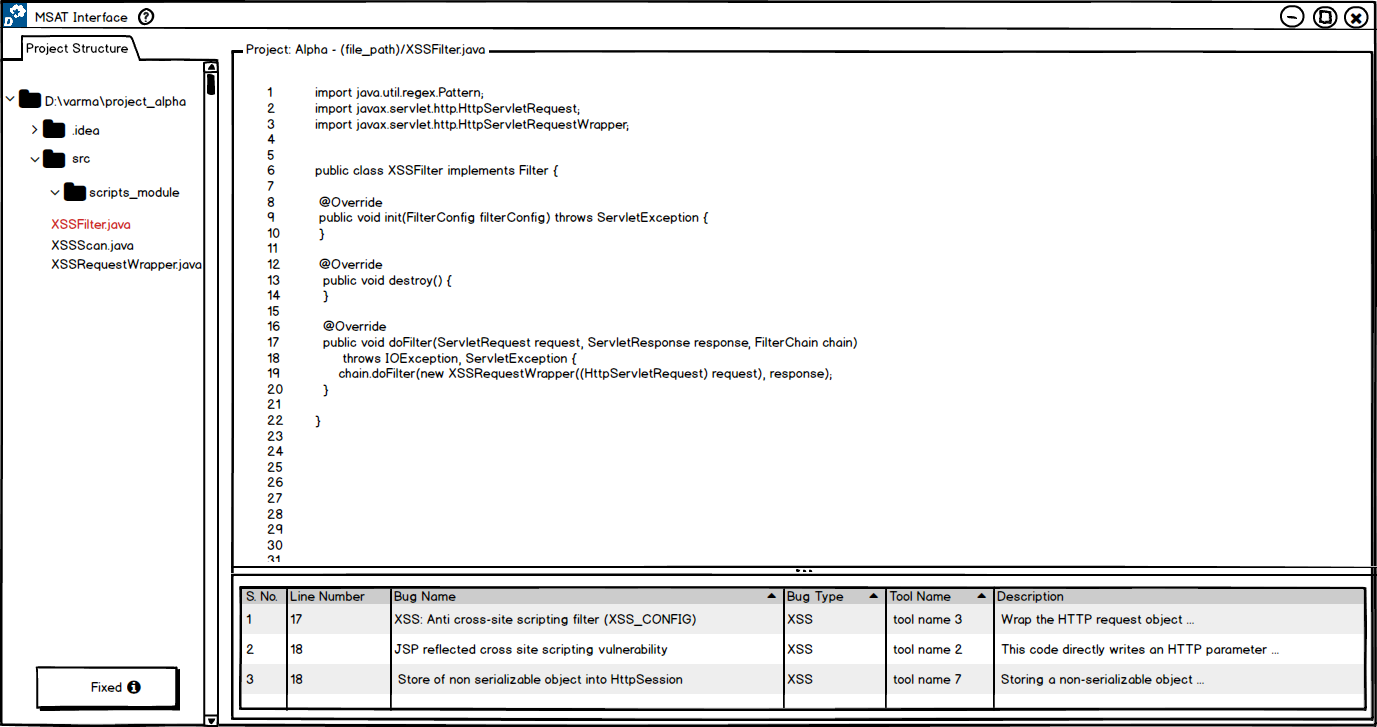 MSAT Interface ?
Project Structure
D:\varma\project_alpha
.idea
src
scripts_module
XSSFilter.java
XSSScan.java
XSSRequestWrapper.java
Fixed i
Project: Alpha - (file_path)/XSSFilter.java
1 import java.util.regex.Pattern;
2 import javax.servlet.http.HttpServletRequest;
3 import javax.servlet.http.HttpServletRequestWrapper;
4
5
6 public class XSSFilter implements Filter {
7
8 @Override
9 public void init(FilterConfig filterConfig) throws ServletException {
10 }
11
12 @Override
13 public void destroy() {
14 }
15
16 @Override
17 public void doFilter(ServletRequest request, ServletResponse response, FilterChain chain)
18 throws IOException, ServletException {
19 chain.doFilter(new XSSRequestWrapper((HttpServletRequest) request), response);
20 }
21
22 }
23
24
25
26
27
28
29
30
31
S. No. Line Number Bug Name Bug Type Tool Name Description
1 17 XSS: Anti cross-site scripting filter (XSS_CONFIG) XSS tool name 3 Wrap the HTTP request object ...
2 18 JSP reflected cross site scripting vulnerability XSS tool name 2 This code directly writes an HTTP parameter ...
3 18 Store of non serializable object into HttpSession XSS tool name 7 Storing a non-serializable object ...